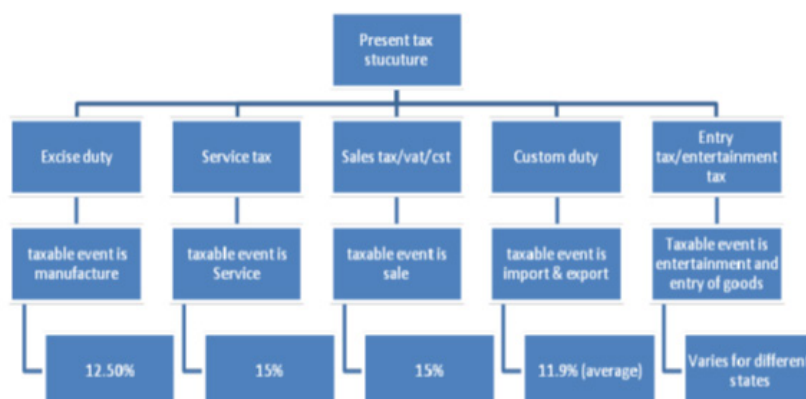 Present tax
stucuture
Excise duty
Service tax
Sales tax/vat/cst
Custom duty
Entry
tax/entertainment
tax
taxable event is
manufacture
taxable event is
Service
taxable event is
sale
taxable event is
import & export
Taxable event is
entertainment and
entry of goods
12.50%
15%
15%
11.9% (average)
Varies for different
states